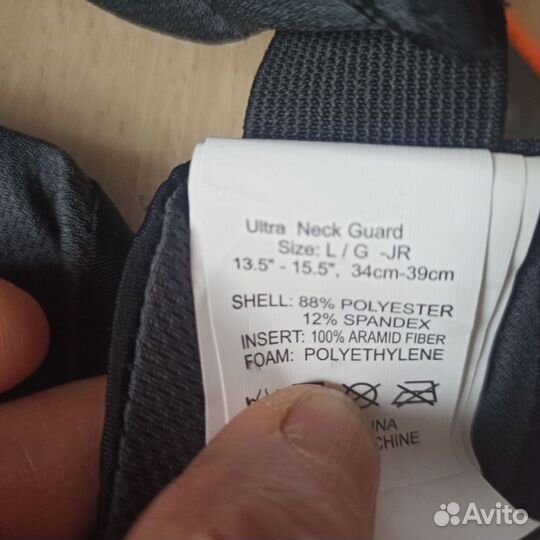 Ultra Neck Guard
Size: L / G -JR
13.5" - 15.5", 34cm-39cm
SHELL: 88% POLYESTER
12% SPANDEX
INSERT: 100% ARAMID FIBER
FOAM: POLYETHYLENE
Avito